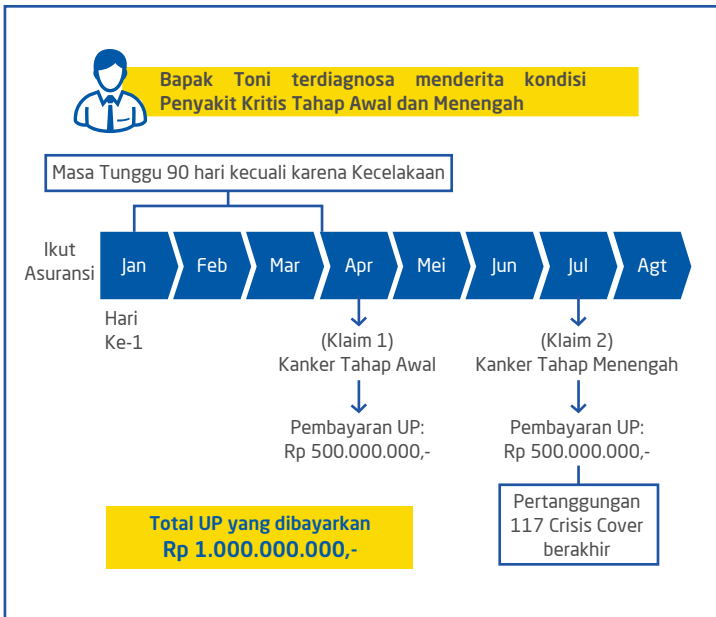 Bapak Toni terdiagnosa menderita kondisi
Penyakit Kritis Tahap Awal dan Menengah
Masa Tunggu 90 hari kecuali karena Kecelakaan
Ikut
Asuransi
Jan
Feb
Mar
Apr
Mei
Jun
Jul
Agt
Hari
Ke-1
(Klaim 1)
Kanker Tahap Awal
(Klaim 2)
Kanker Tahap Menengah
Pembayaran UP:
Rp 500.000.000,-
Pembayaran UP:
Rp 500.000.000,-
Total UP yang dibayarkan
Rp 1.000.000.000,-
Pertanggungan
117 Crisis Cover
berakhir